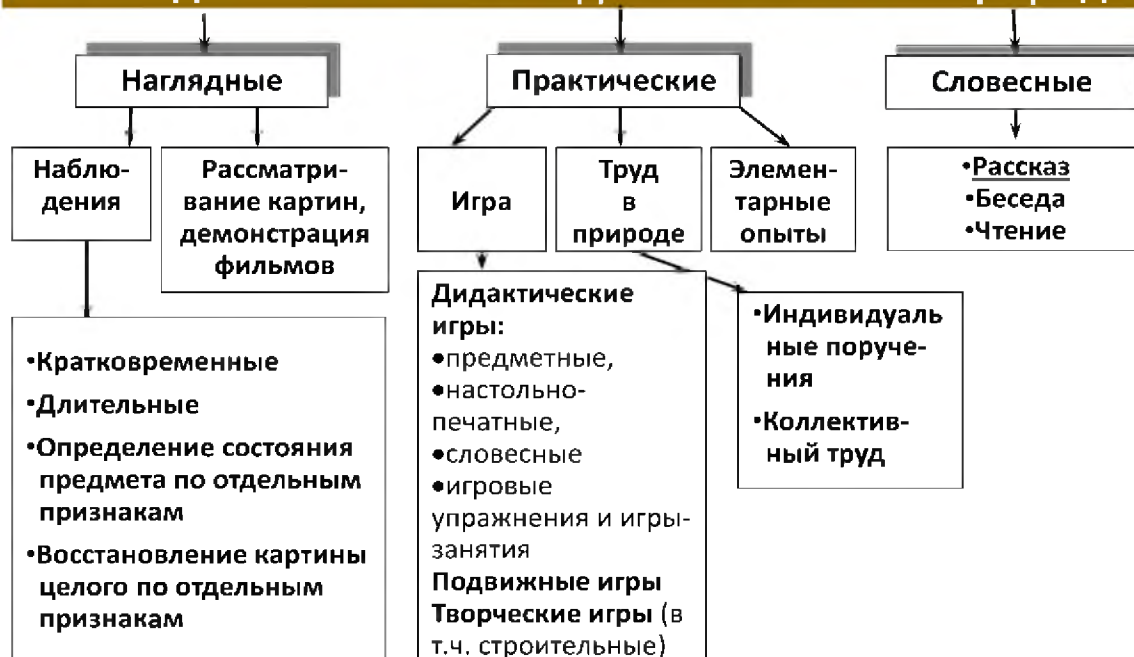 Наглядные
Наблю-
дения
Рассматри-
вание картин,
демонстрация
фильмов
•Кратковременные
•Длительные
•Определение состояния
предмета по отдельным
признакам
•Восстановление картины
целого по отдельным
признакам
Практические
Игра
Труд
в
природе
Элемен-
тарные
опыты
Дидактические
игры:
•предметные,
•настольно-
печатные,
•словесные
•игровые
упражнения и игры-
занятия
Подвижные игры
Творческие игры (в
т.ч. строительные)
•Индивидуаль
ные поруче-
ния
•Коллектив-
ный труд
Словесные
•Рассказ
•Беседа
•Чтение